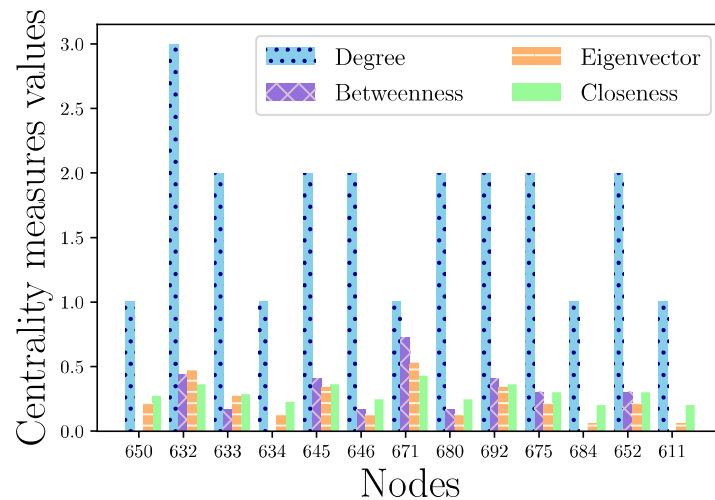 Centrality measures values
3.0
2.5
2.0
1.5
1.0
0.5
0.0
Degree
Betweenness
Eigenvector
Closeness
650 632 633 634 645 646 671 680 692 675 684 652 611
Nodes